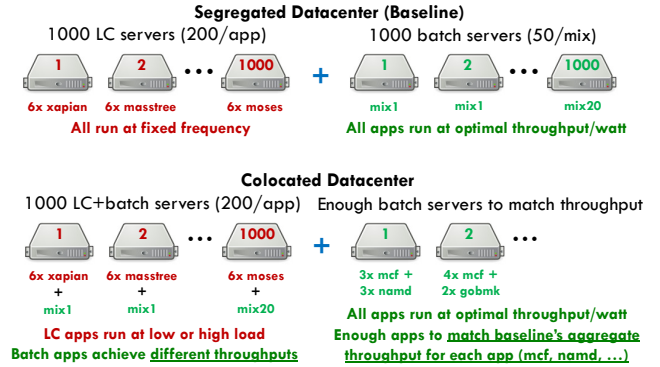 Segregated Datacenter (Baseline)
1000 LC servers (200/app)
1000 batch servers (50/mix)
1
2
•••
1000
+
1
2
•••
1000
6x xapian
6x masstree
6x moses
mix1
mix1
mix20
All run at fixed frequency
All apps run at optimal throughput/watt
Colocated Datacenter
1000 LC+batch servers (200/app)
Enough batch servers to match throughput
1
2
•••
1000
+
1
2
•••
6x xapian
6x masstree
6x moses
3x mcf +
4x mcf +
+
+
+
3x namd
2x gobmk
mix1
mix1
mix20
All apps run at optimal throughput/watt
LC apps run at low or high load
Enough apps to match baseline's aggregate
Batch apps achieve different throughputs
throughput for each app (mcf, namd, ...)